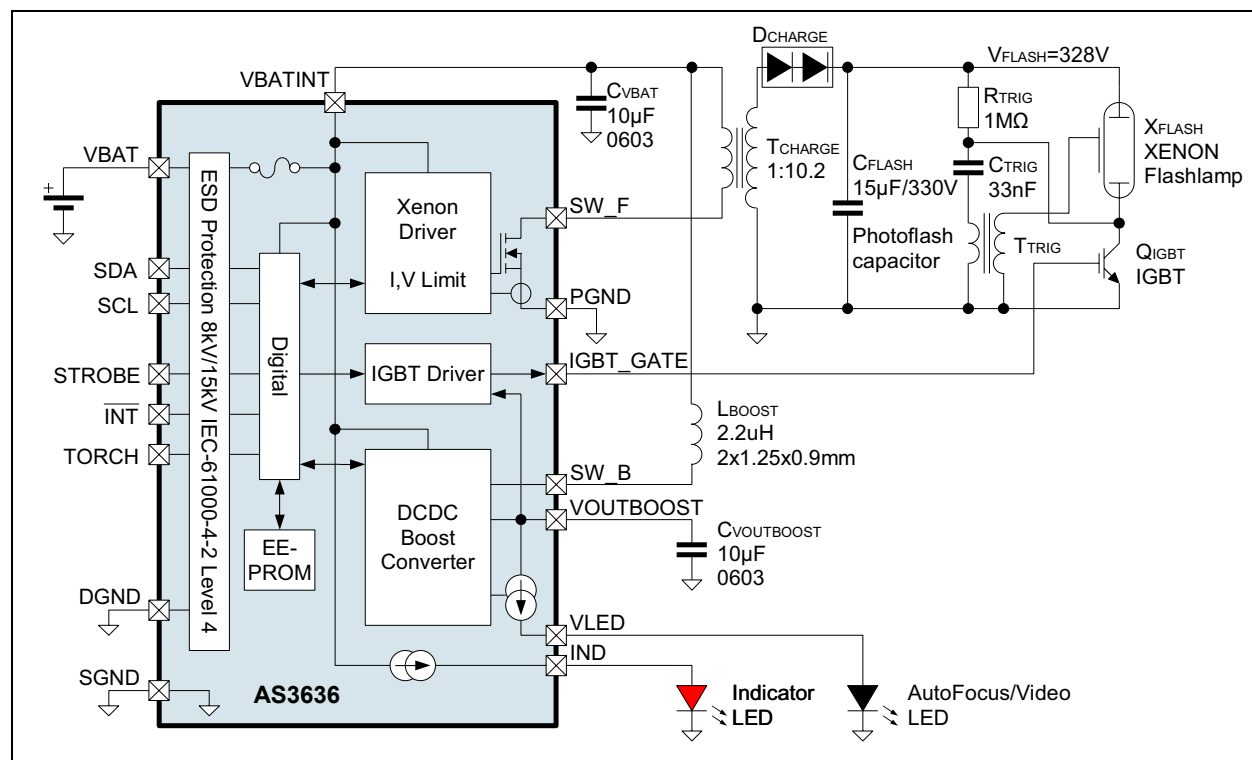 DCHARGE
VBATINT
VFLASH=328V
CVBAT
10µF
0603
RTRIG
1MΩ
XFLASH
XENON
Flashlamp
VBAT
+
TCHARGE
1:10.2
CFLASH
15µF/330V
CTRIG
33nF
Photoflash
capacitor
TTRIG
QIGBT
IGBT
ESD Protection 8kV/15kV IEC-61000-4-2 Level 4
Xenon
Driver
I,V Limit
SW_F
SDA
SCL
PGND
Digital
STROBE
INT
TORCH
IGBT Driver
IGBT_GATE
LBOOST
2.2uH
2x1.25x0.9mm
SW_B
DCDC
Boost
Converter
VOUTBOOST
CVOUTBOOST
10µF
0603
EE-
PROM
DGND
VLED
IND
SGND
AS3636
Indicator
LED
AutoFocus/Video
LED